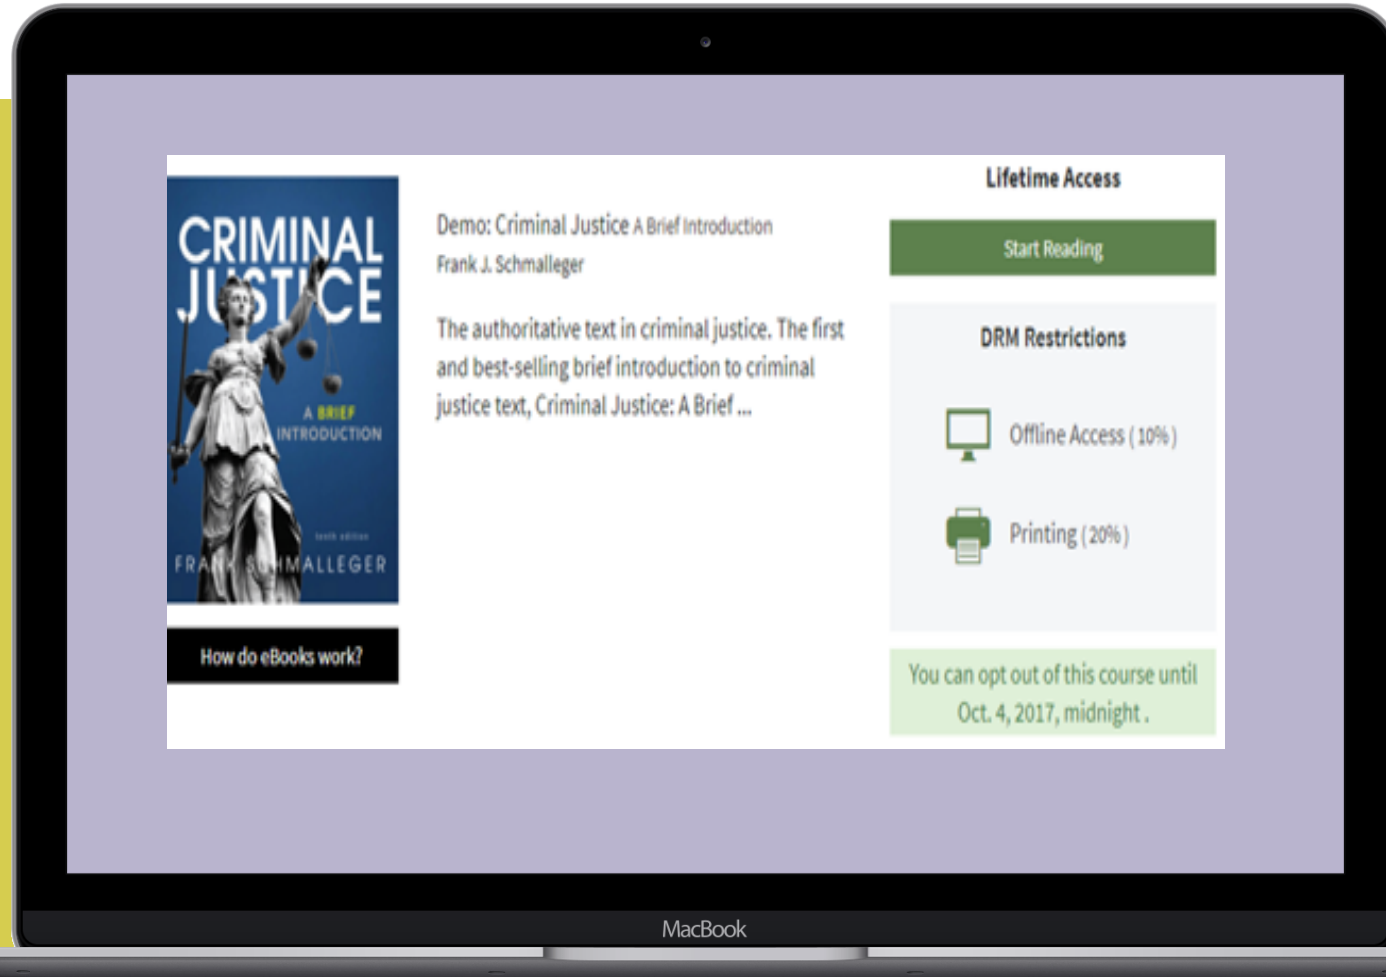 CRIMINAL
JUSTICE
A BRIEF
INTRODUCTION
tenth edition
FRANK SCHMALLEGER
How do eBooks work?
Demo: Criminal Justice A Brief Introduction
Frank J. Schmalleger
The authoritative text in criminal justice. The first
and best-selling brief introduction to criminal
justice text, Criminal Justice: A Brief ...
Lifetime Access
Start Reading
DRM Restrictions
Offline Access ( 10% )
Printing ( 20% )
You can opt out of this course until
Oct. 4, 2017, midnight .
MacBook